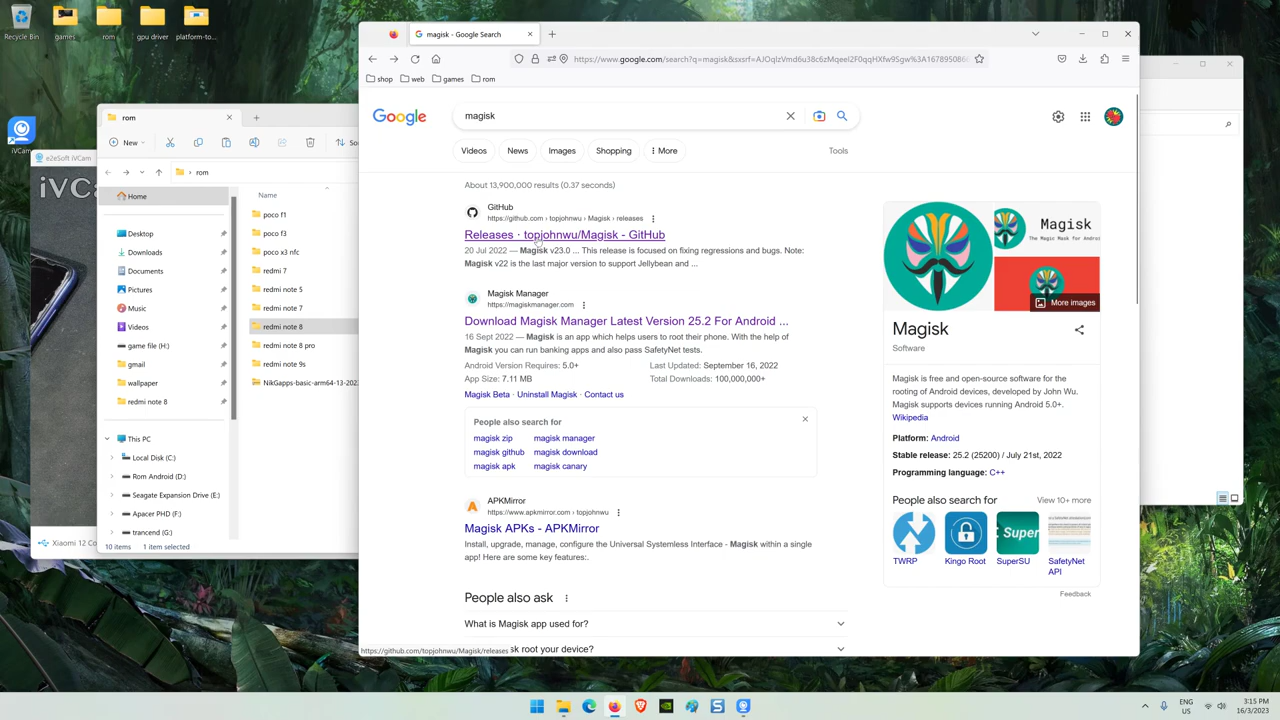 Recycle Bin
games
rom
gpu driver
platform-to...
iVCam
e2eSoft iVCam
rom
New
Home
Desktop
Downloads
Documents
Pictures
Music
Videos
game file (H:)
gmail
wallpaper
redmi note 8
This PC
Local Disk (C:)
Rom Android (D:)
Seagate Expansion Drive (E:)
Apacer PHD (F:)
trancend (G:)
10 items
1 item selected
Name
poco f1
poco f3
poco x3 nfc
redmi 7
redmi note 5
redmi note 7
redmi note 8
redmi note 8 pro
redmi note 9s
NikGapps-basic-arm64-13-202
magisk - Google Search
shop
web
games
rom
Google
magisk
Videos
News
Images
Shopping
More
Tools
About 13,900,000 results (0.37 seconds)
GitHub
https://github.com › topjohnwu › Magisk › releases
Releases · topjohnwu/Magisk - GitHub
20 Jul 2022 — Magisk v23.0 ... This release is focused on fixing regressions and bugs. Note:
Magisk v22 is the last major version to support Jellybean and ...
Magisk Manager
https://magiskmanager.com
Download Magisk Manager Latest Version 25.2 For Android ...
16 Sept 2022 — Magisk is an app which helps users to root their phone. With the help of
Magisk you can run banking apps and also pass SafetyNet tests.
Android Version Requires: 5.0+
Last Updated: September 16, 2022
App Size: 7.11 MB
Total Downloads: 100,000,000+
Magisk Beta · Uninstall Magisk · Contact us
People also search for
magisk zip
magisk manager
magisk github
magisk download
magisk apk
magisk canary
APKMirror
https://www.apkmirror.com › topjohnwu
Magisk APKs - APKMirror
Install, upgrade, manage, configure the Universal Systemless Interface - Magisk within a single
app! Here are some key features:.
People also ask
What is Magisk app used for?
sk root your device?
https://github.com/topjohnwu/Magisk/releases
Magisk
The Magic Mask for Android
More images
Magisk
Software
Magisk is free and open-source software for the
rooting of Android devices, developed by John Wu.
Magisk supports devices running Android 5.0+.
Wikipedia
Platform: Android
Stable release: 25.2 (25200) / July 21st, 2022
Programming language: C++
People also search for
View 10+ more
Super
TWRP
Kingo Root
SuperSU
SafetyNet
API
Feedback
Xiaomi 12 Co
ENG
US
3:15 PM
16/3/2023